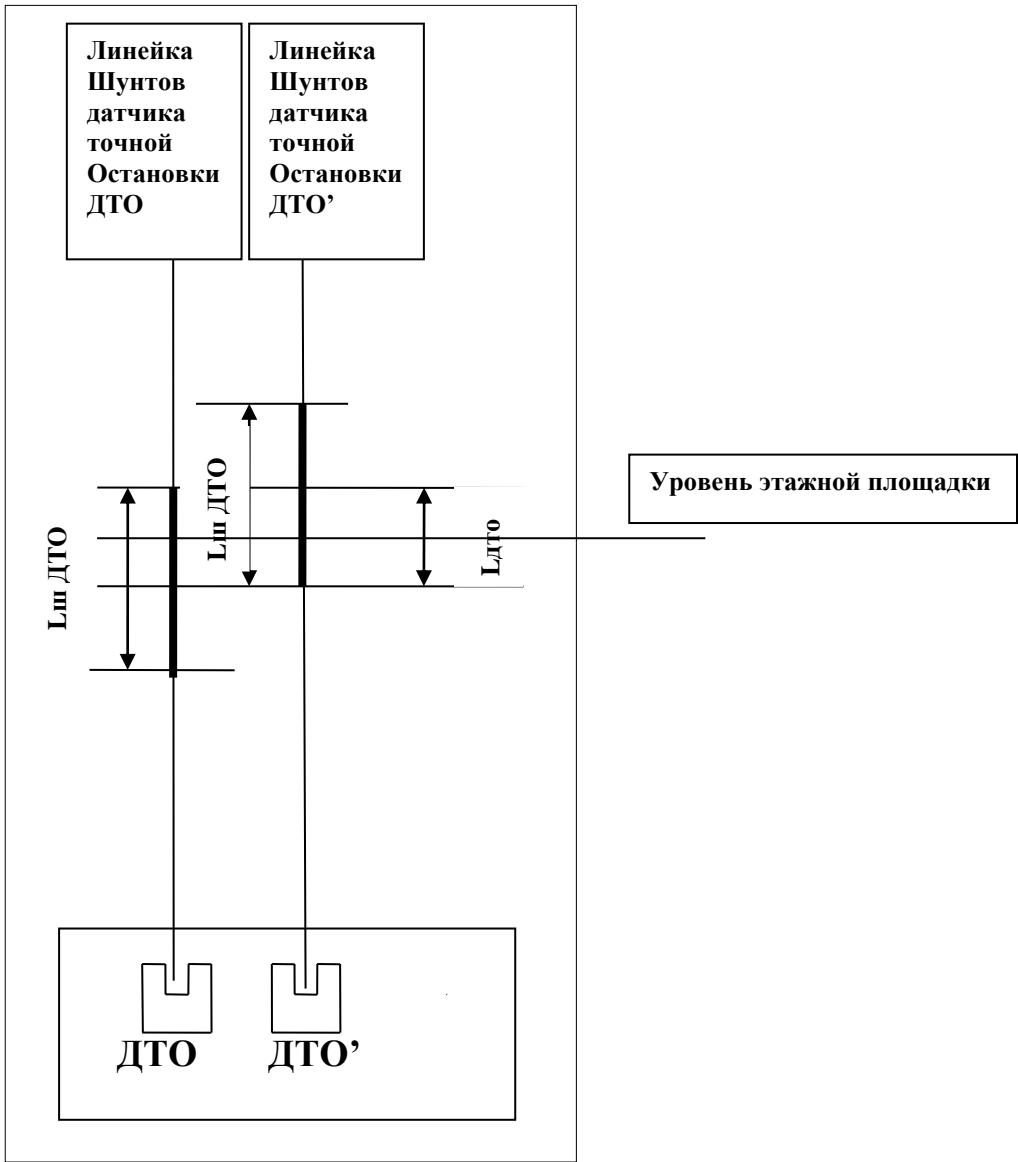 Линейка
Шунтов
датчика
точной
Остановки
ДТО
Линейка
Шунтов
датчика
точной
Остановки
ДТО’
Уровень этажной площадки
Lш ДТО
Lш ДТО
Lдто
ДТО
ДТО’